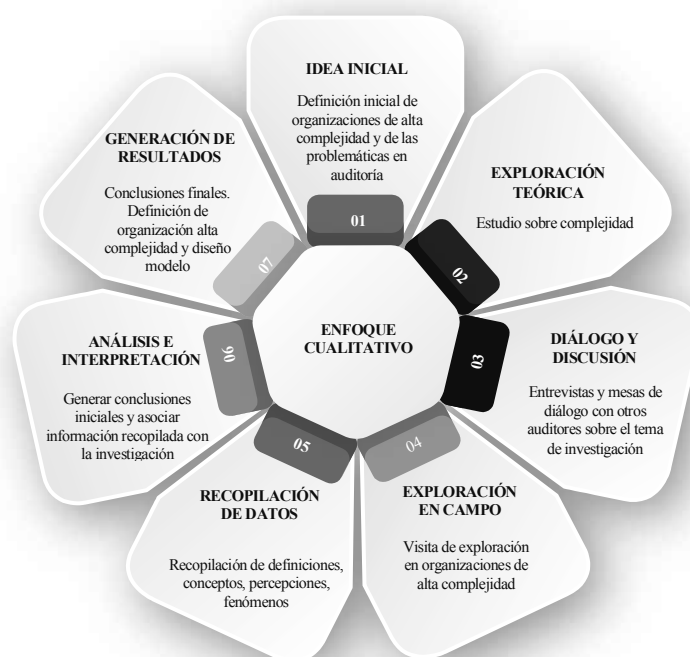 IDEA INICIAL
Definición inicial de
organizaciones de alta
complejidad y de las
problemáticas en
auditoría
01
EXPLORACIÓN
TEÓRICA
Estudio sobre complejidad
02
DIÁLOGO Y
DISCUSIÓN
Entrevistas y mesas de
diálogo con otros
auditores sobre el tema
de investigación
03
EXPLORACIÓN
EN CAMPO
Visita de exploración
en organizaciones de
alta complejidad
04
RECOPILACIÓN
DE DATOS
Recopilación de definiciones,
conceptos, percepciones,
fenómenos
05
ANÁLISIS E
INTERPRETACIÓN
Generar conclusiones
iniciales y asociar
información recopilada con
la investigación
06
GENERACIÓN DE
RESULTADOS
Conclusiones finales.
Definición de
organización alta
complejidad y diseño
modelo
07
ENFOQUE
CUALITATIVO